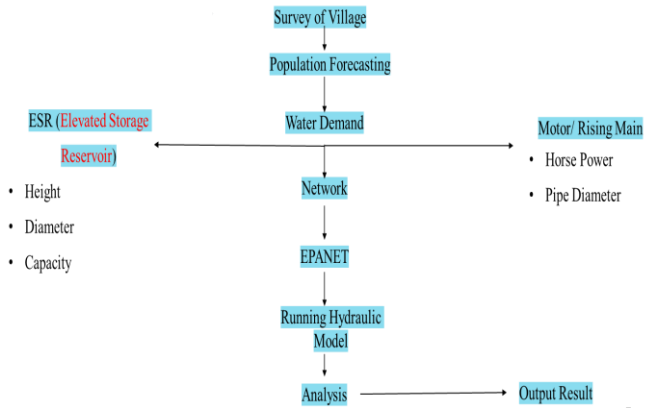 Survey of Village
Population Forecasting
Water Demand
ESR (Elevated Storage
Reservoir)
• Height
• Diameter
• Capacity
Motor/ Rising Main
• Horse Power
• Pipe Diameter
Network
EPANET
Running Hydraulic
Model
Analysis
Output Result